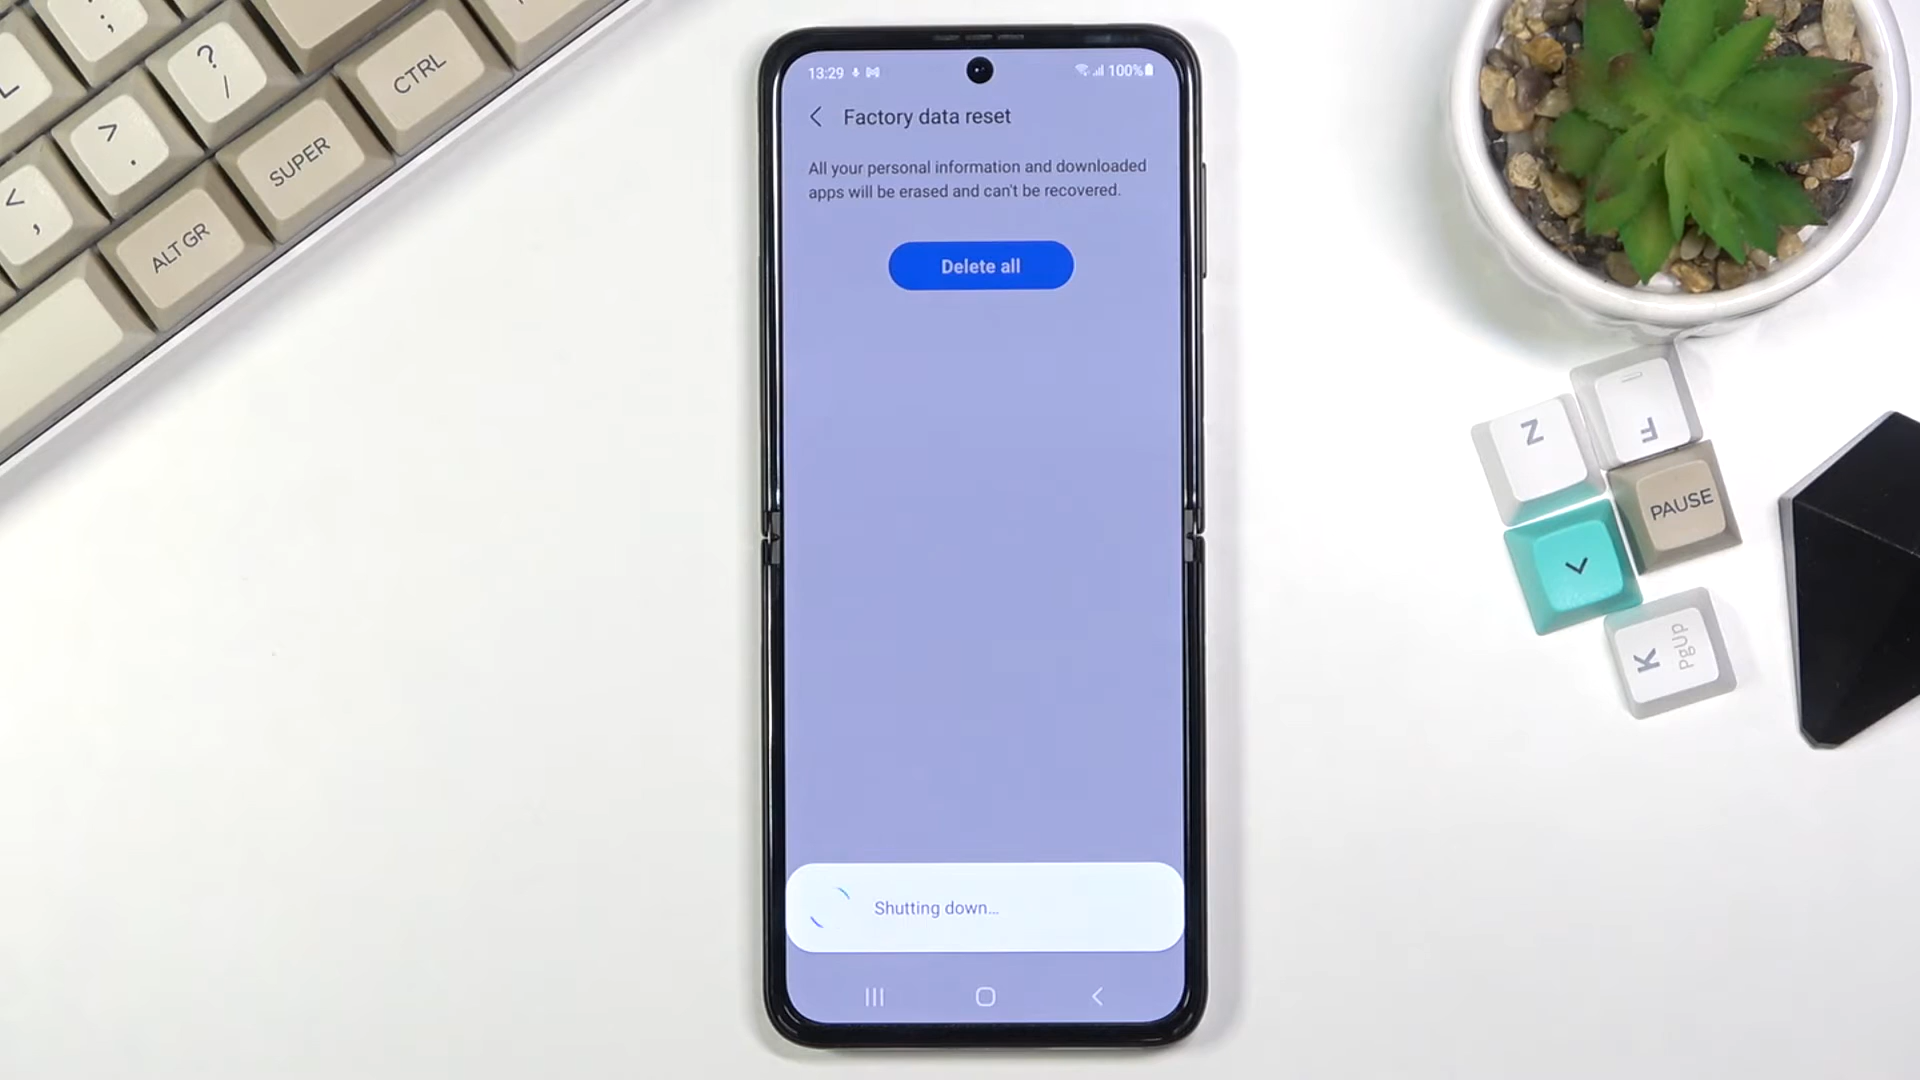 13:29
100%
Factory data reset
All your personal information and downloaded
apps will be erased and can't be recovered.
Delete all
Shutting down...
L
;
:
?
/
CTRL
>
.
SUPER
<
,
ALT GR
Z
F
PAUSE
K
PgUp